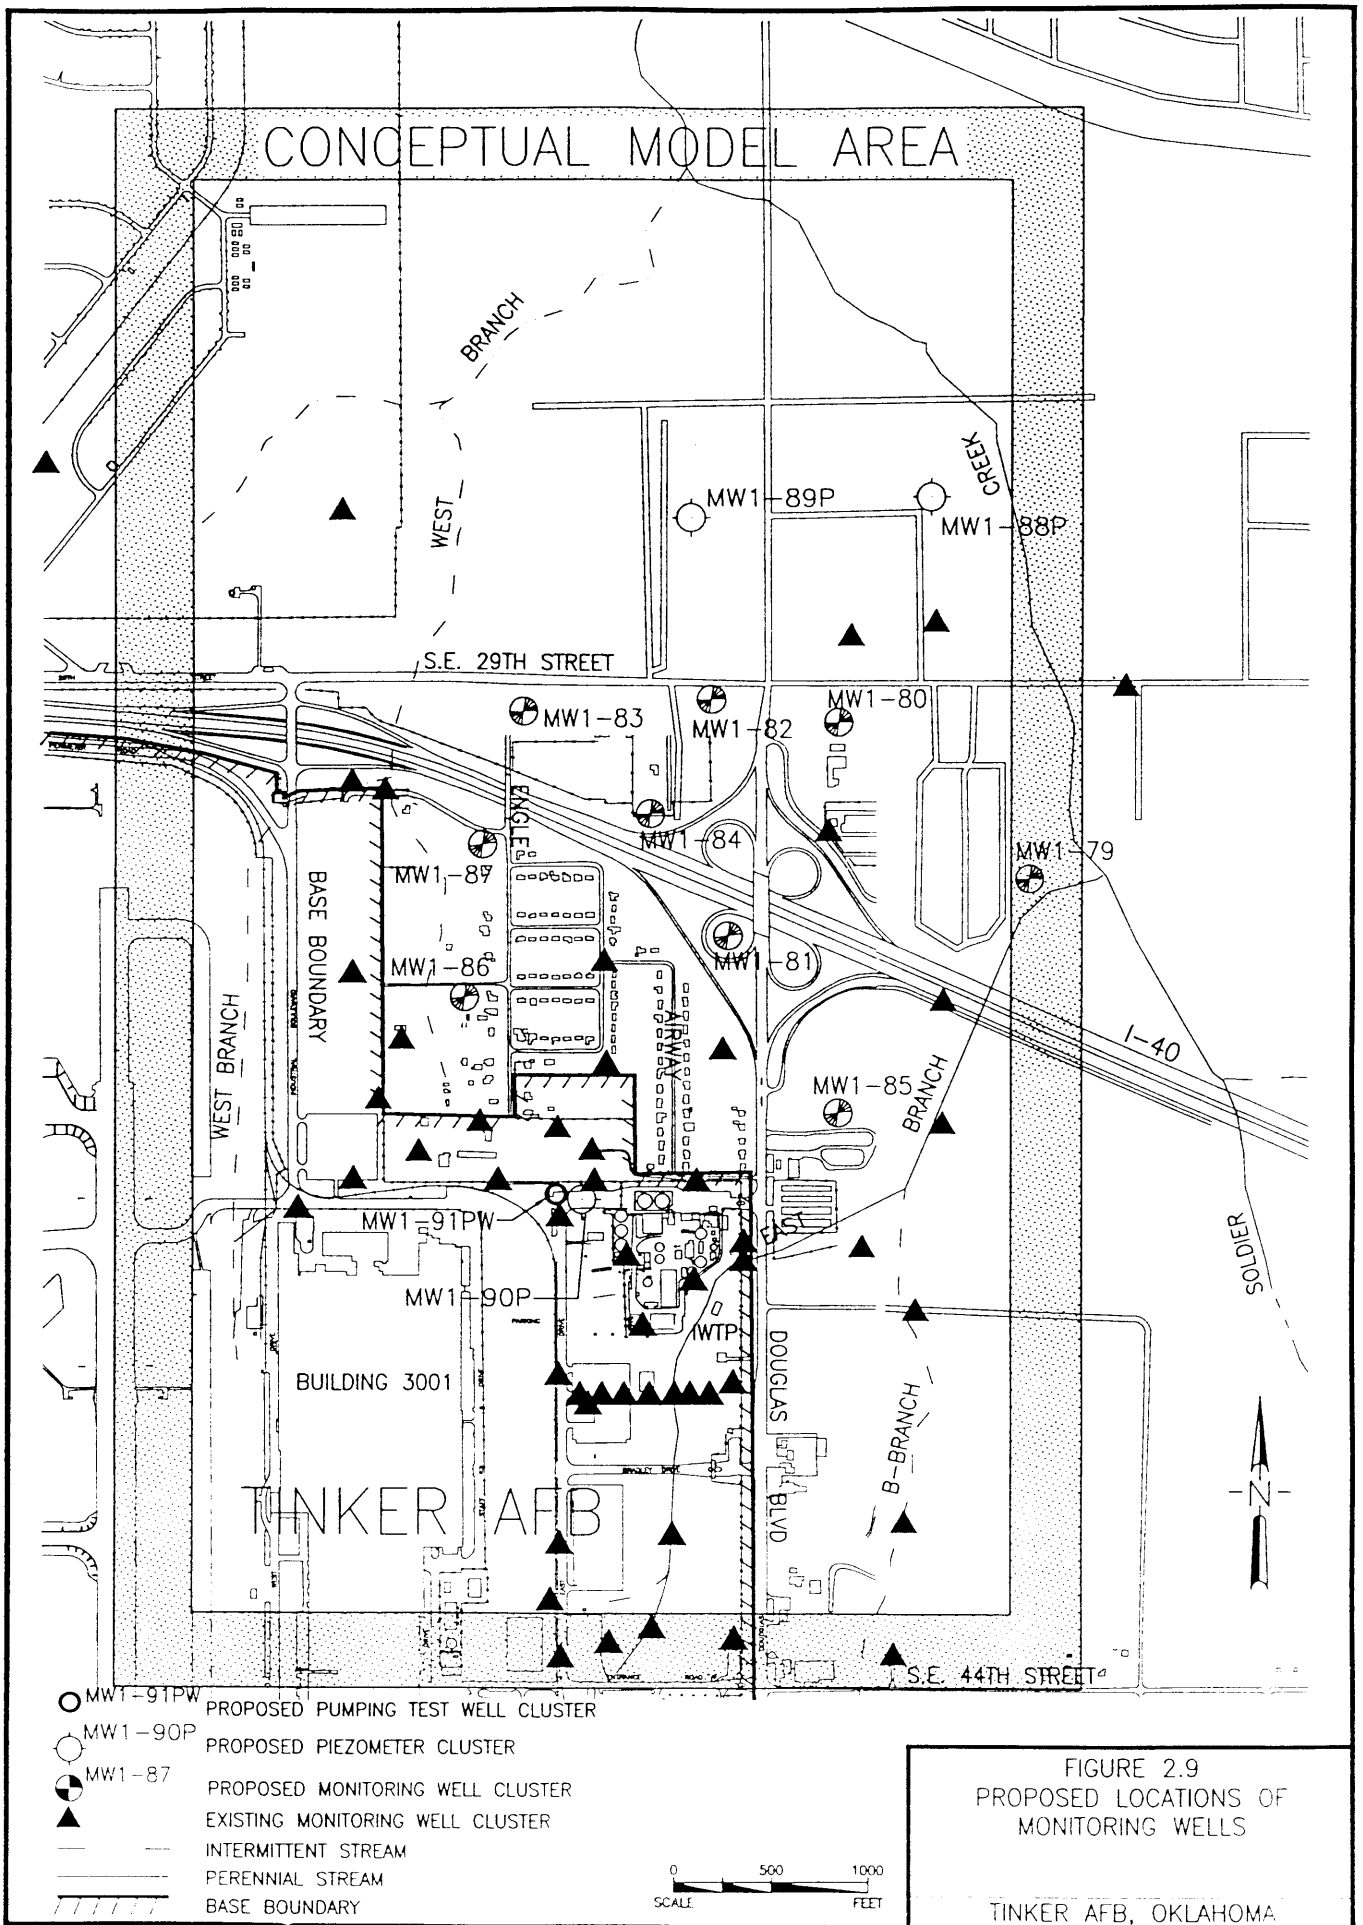 CONCEPTUAL MODEL AREA
BRANCH
WEST
CREEK
MW1-89P
MW1-88P
S.E. 29TH STREET
MW1-83
MW1-82
MW1-80
ENGLE
MW1-84
MW1-87
MW1-79
BASE BOUNDARY
MW1-81
MW1-86
AIRWAY
I-40
WEST BRANCH
MW1-85
BRANCH
MW1-91PW
EAST
SOLDIER
MW1-90P
IWTP
BUILDING 3001
DOUGLAS BLVD
B-BRANCH
BRADLEY DRIVE
TINKER AFB
N
S.E. 44TH STREET
MW1-91PW
PROPOSED PUMPING TEST WELL CLUSTER
MW1-90P
PROPOSED PIEZOMETER CLUSTER
MW1-87
PROPOSED MONITORING WELL CLUSTER
EXISTING MONITORING WELL CLUSTER
INTERMITTENT STREAM
PERENNIAL STREAM
BASE BOUNDARY
0 500 1000
SCALE FEET
FIGURE 2.9
PROPOSED LOCATIONS OF
MONITORING WELLS
TINKER AFB, OKLAHOMA